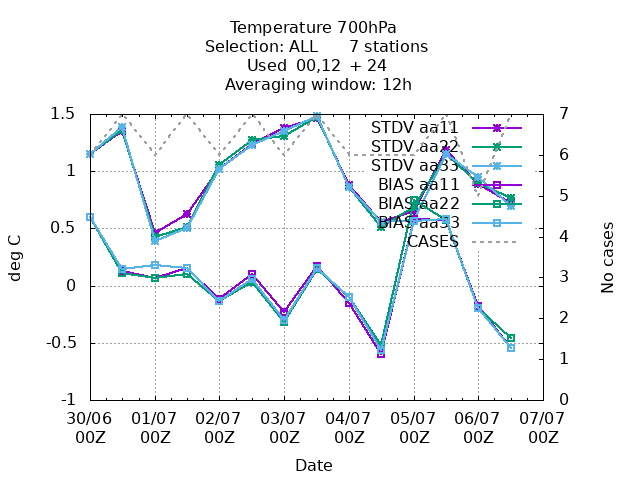 Temperature 700hPa
Selection: ALL 7 stations
Used 00,12 + 24
Averaging window: 12h
1.5
1
0.5
0
-0.5
-1
deg C
7
6
5
4
3
2
1
0
No cases
STDV aa11
STDV aa22
STDV aa33
BIAS aa11
BIAS aa22
BIAS aa33
CASES
30/06 01/07 02/07 03/07 04/07 05/07 06/07 07/07
00Z 00Z 00Z 00Z 00Z 00Z 00Z 00Z
Date